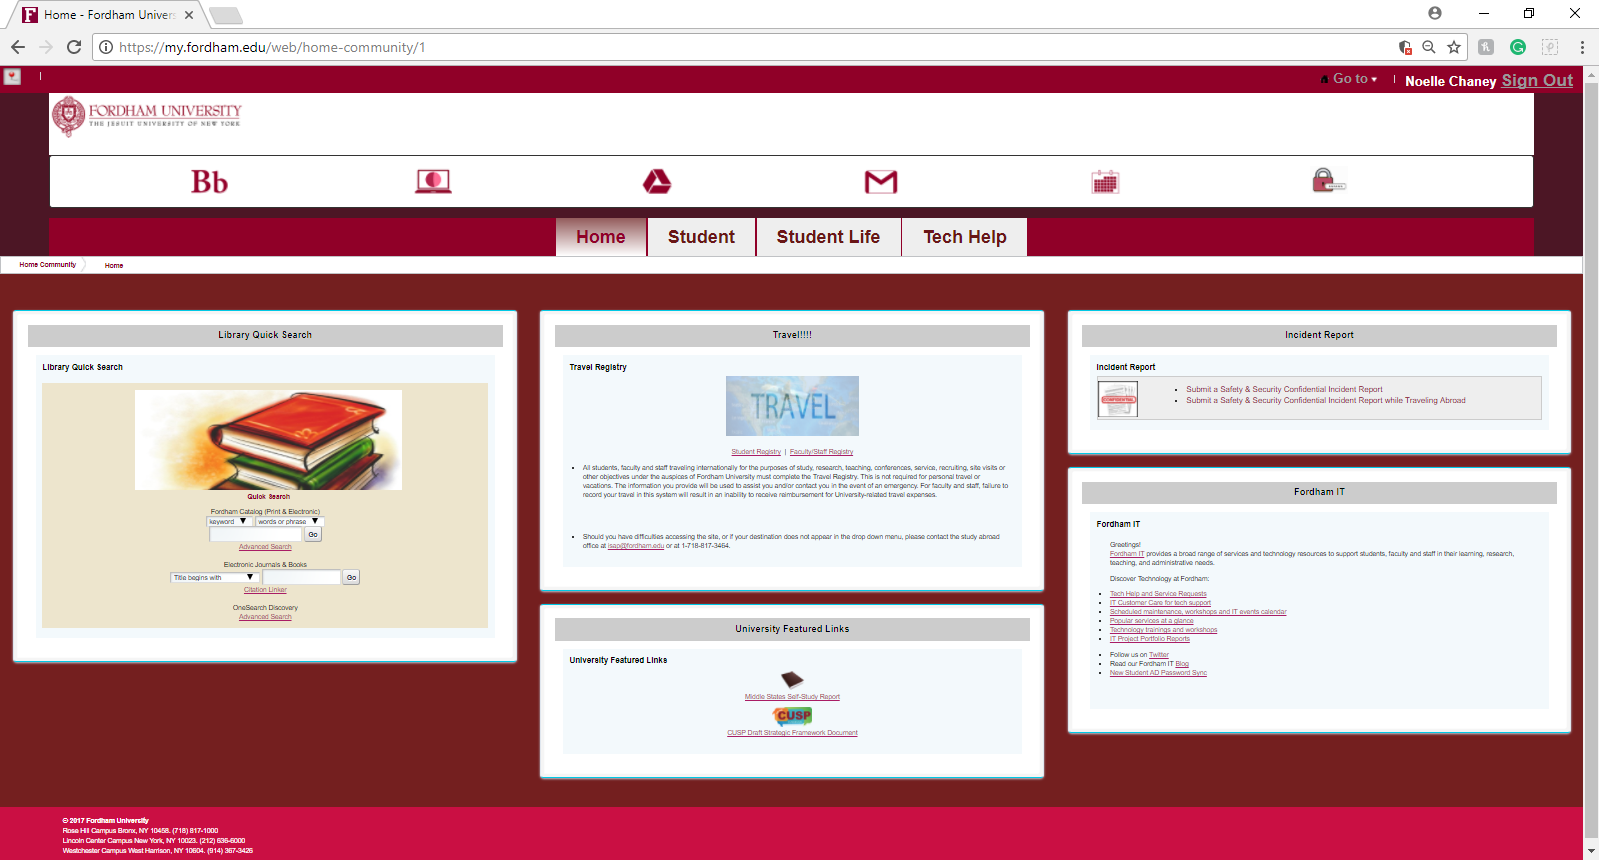 Home - Fordham Univers
https://my.fordham.edu/web/home-community/1
Go to
Noelle Chaney Sign Out
FORDHAM UNIVERSITY
THE JESUIT UNIVERSITY OF NEW YORK
Bb
Home Student Student Life Tech Help
Home Community Home
Library Quick Search
Library Quick Search
Quick Search
Fordham Catalog (Print & Electronic)
keyword words or phrase
Go
Advanced Search
Electronic Journals & Books
Title begins with Go
Citation Linker
OneSearch Discovery
Advanced Search
Travel!!!!
Travel Registry
TRAVEL
Student Registry | Faculty/Staff Registry
All students, faculty and staff traveling internationally for the purposes of study, research, teaching, conferences, service, recruiting, site visits or
other objectives under the auspices of Fordham University must complete the Travel Registry. This is not required for personal travel or
vacations. The information you provide will be used to assist you and/or contact you in the event of an emergency. For faculty and staff, failure to
record your travel in this system will result in an inability to receive reimbursement for University-related travel expenses.
Should you have difficulties accessing the site, or if your destination does not appear in the drop down menu, please contact the study abroad
office at isap@fordham.edu or at 1-718-817-3464.
University Featured Links
University Featured Links
Middle States Self-Study Report
CUSP
CUSP Draft Strategic Framework Document
Incident Report
Incident Report
CONFIDENTIAL
Submit a Safety & Security Confidential Incident Report
Submit a Safety & Security Confidential Incident Report while Traveling Abroad
Fordham IT
Fordham IT
Greetings!
Fordham IT provides a broad range of services and technology resources to support students, faculty and staff in their learning, research,
teaching, and administrative needs.
Discover Technology at Fordham:
Tech Help and Service Requests
IT Customer Care for tech support
Scheduled maintenance, workshops and IT events calendar
Popular services at a glance
Technology trainings and workshops
IT Project Portfolio Reports
Follow us on Twitter
Read our Fordham IT Blog
New Student AD Password Sync
© 2017 Fordham University
Rose Hill Campus Bronx, NY 10458. (718) 817-1000
Lincoln Center Campus New York, NY 10023. (212) 636-6000
Westchester Campus West Harrison, NY 10604. (914) 367-3426